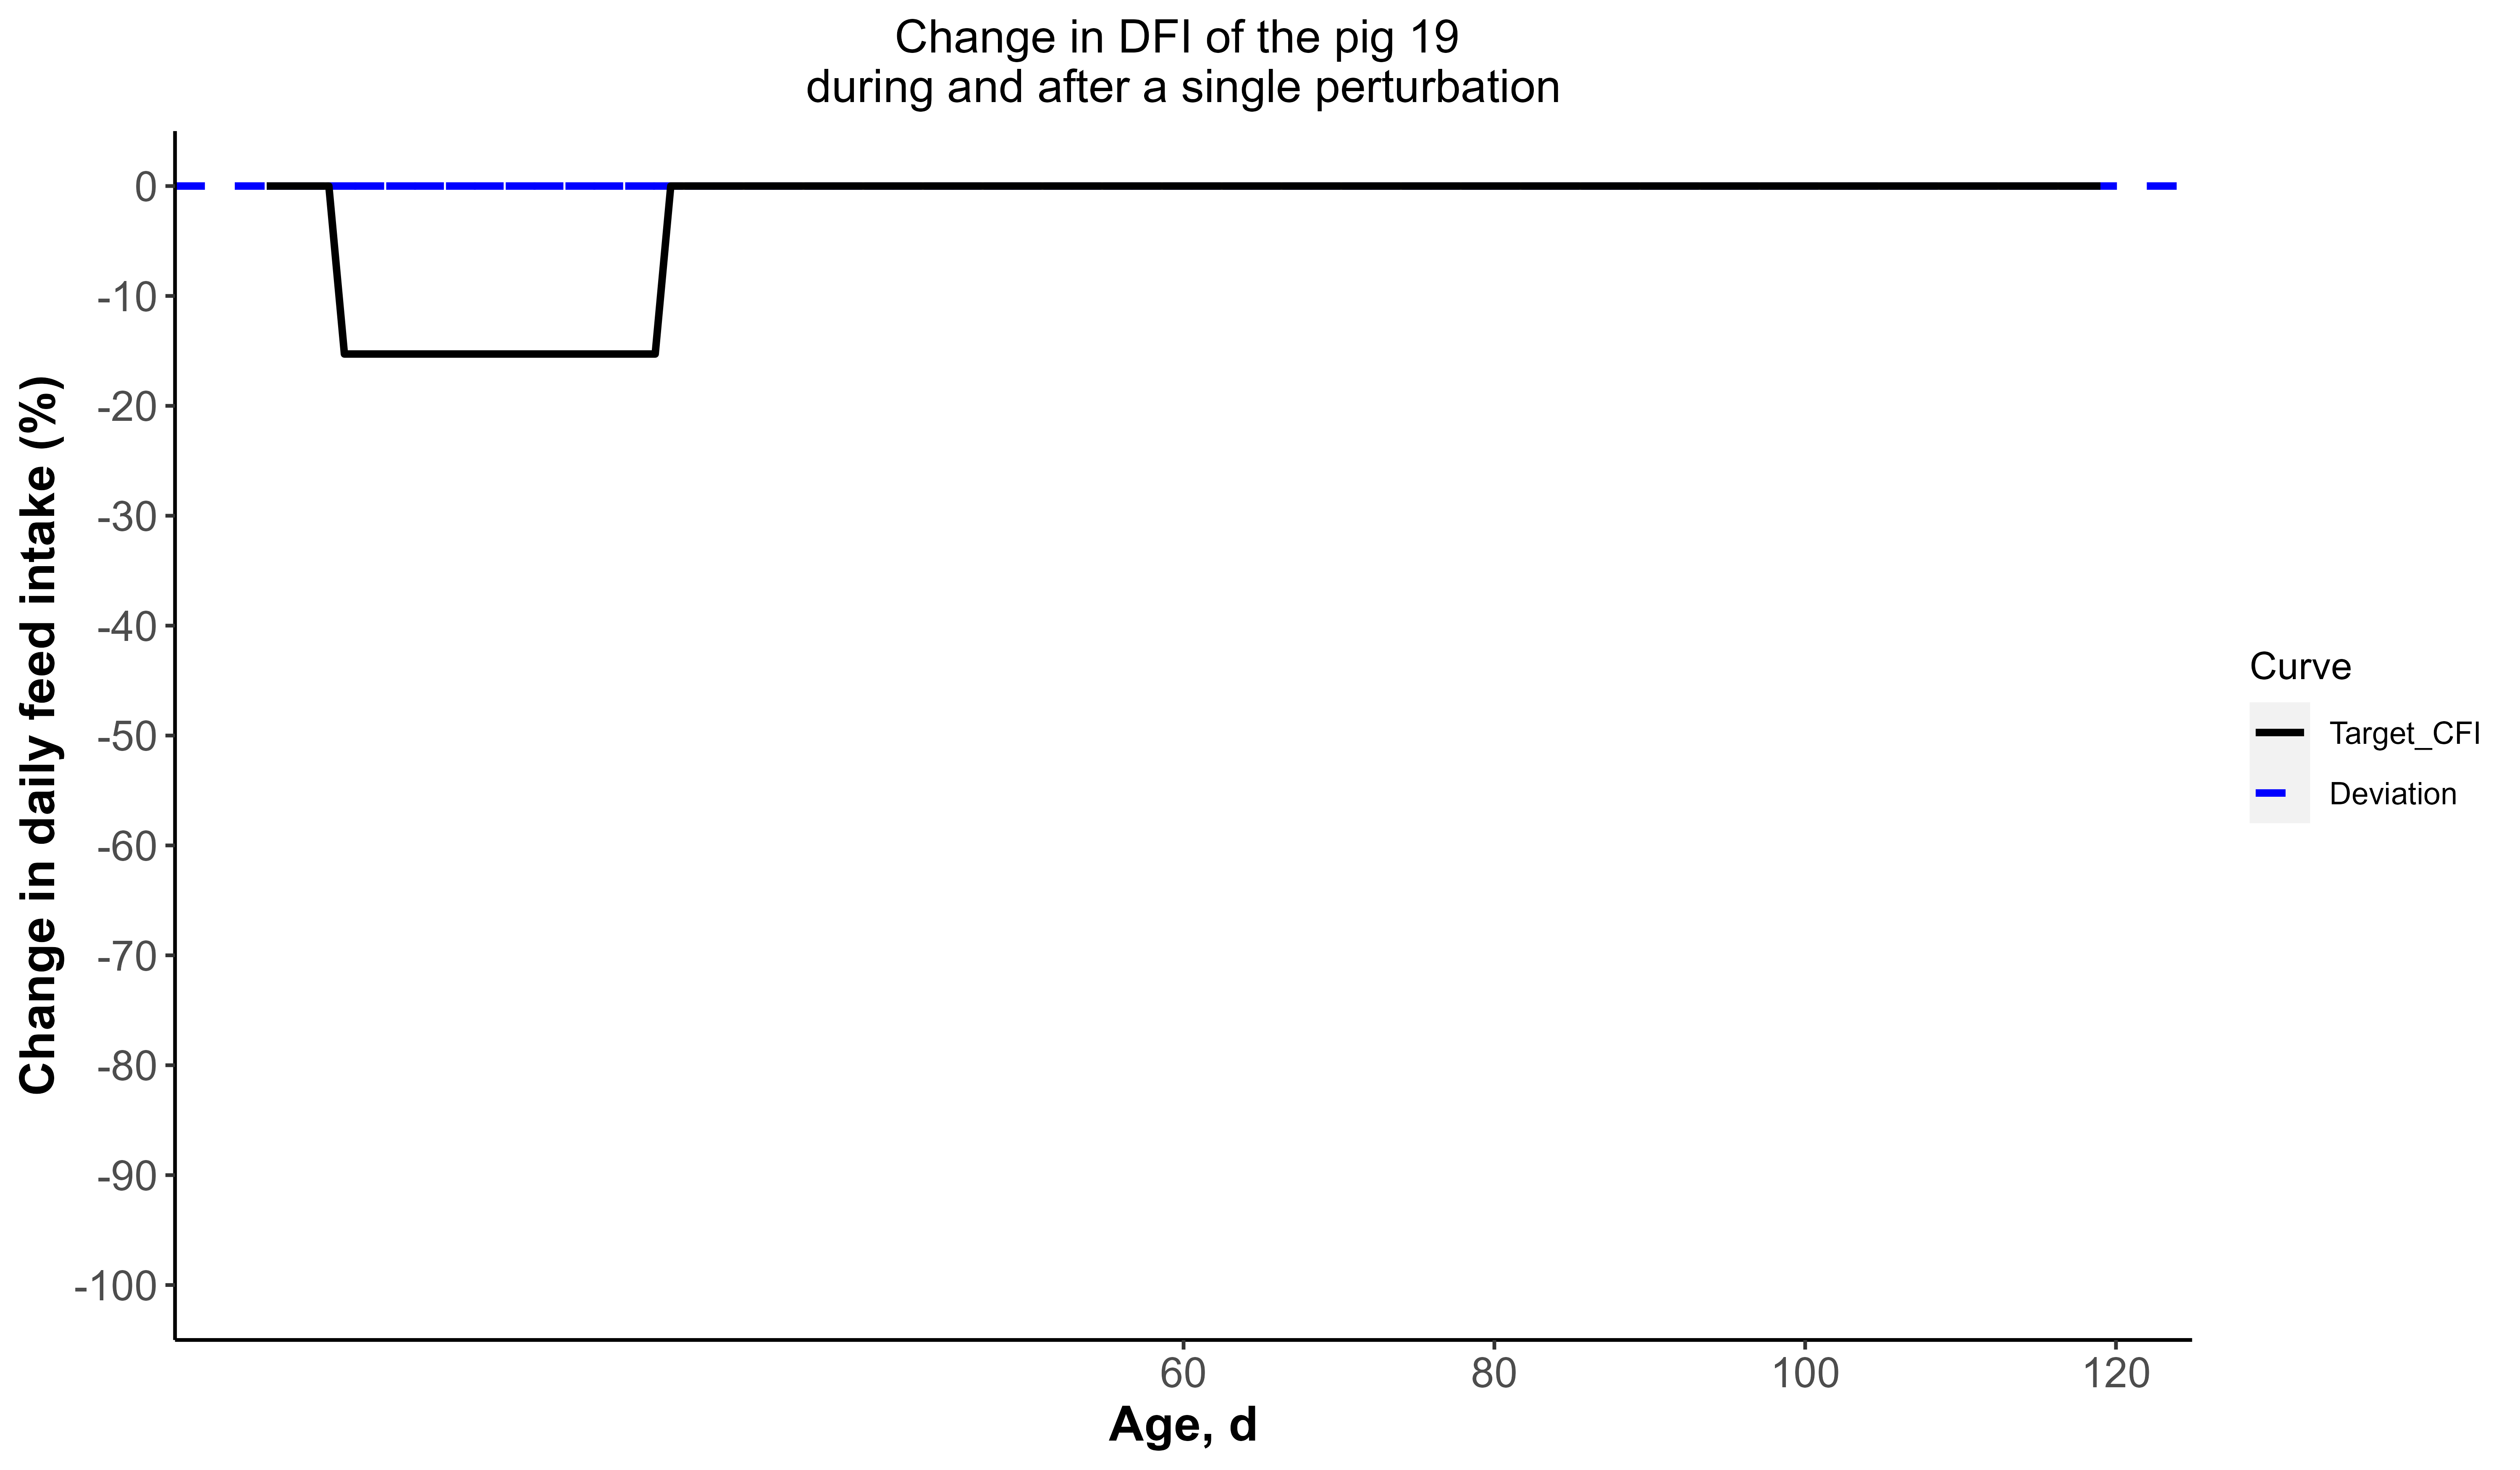 Change in DFI of the pig 19
during and after a single perturbation
Change in daily feed intake (%)
0
-10
-20
-30
-40
-50
-60
-70
-80
-90
-100
60
80
100
120
Age, d
Curve
Target_CFI
Deviation